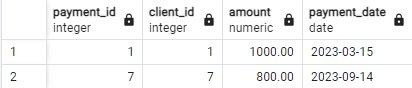 payment_id client_id amount payment_date
integer integer numeric date
1 1 1 1000.00 2023-03-15
2 7 7 800.00 2023-09-14